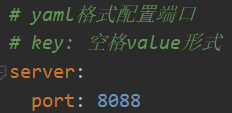 # yaml格式配置端口
# key: 空格value形式
server:
  port: 8088